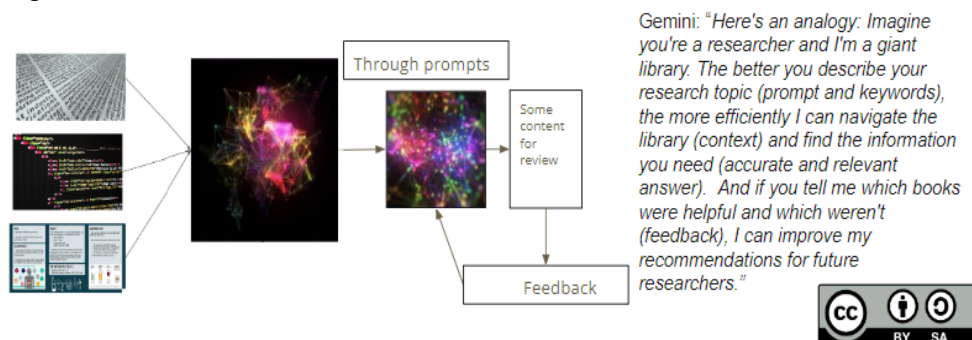 Through prompts
Some
content
for
review
Feedback
Gemini: “Here's an analogy: Imagine
you're a researcher and I'm a giant
library. The better you describe your
research topic (prompt and keywords),
the more efficiently I can navigate the
library (context) and find the information
you need (accurate and relevant
answer).  And if you tell me which books
were helpful and which weren't
(feedback), I can improve my
recommendations for future
researchers.”
cc
BY SA